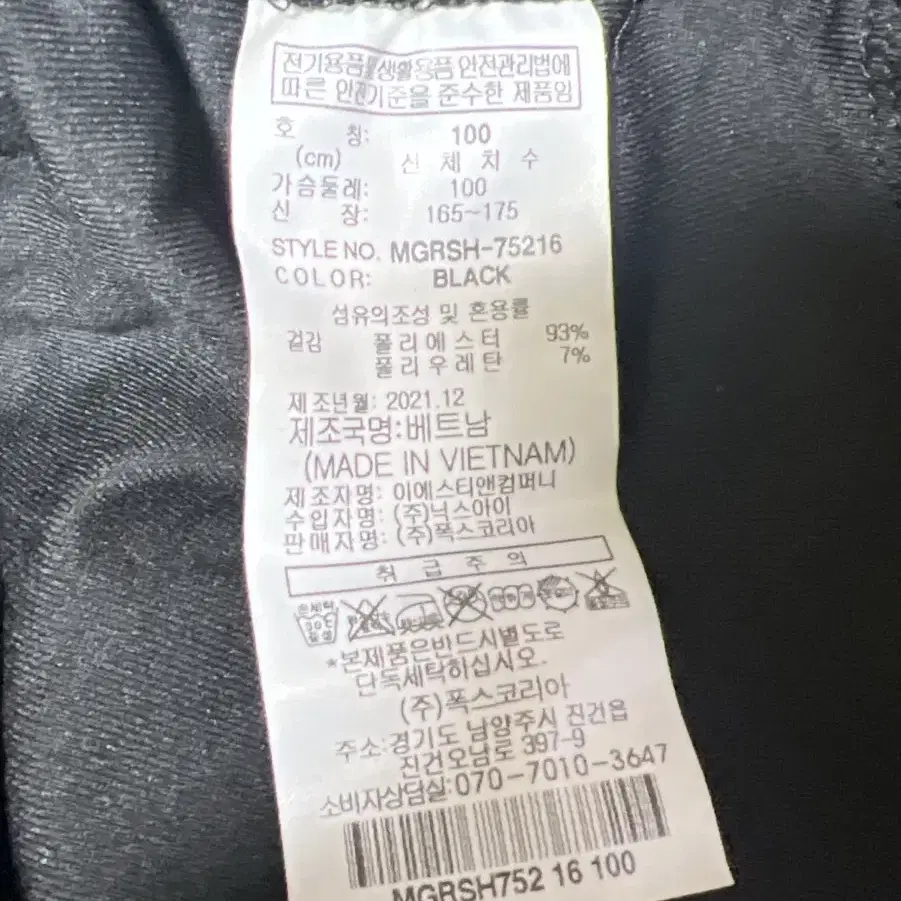 전기용품및생활용품 안전관리법에
따른 안전기준을 준수한 제품임
호 칭: 100
(cm) 신 체 치 수
가슴둘레: 100
신 장: 165~175
STYLE NO. MGRSH-75216
COLOR: BLACK
섬유의조성 및 혼용률
겉감 폴리에스터 93%
폴리우레탄 7%
제조년월: 2021.12
제조국명:베트남
(MADE IN VIETNAM)
제조자명: 이에스티앤컴퍼니
수입자명: (주)닉스아이
판매자명: (주)폭스코리아
취 급 주 의
손세탁
30℃
중성
*본제품은반드시별도로
단독세탁하십시오.
(주)폭스코리아
주소:경기도 남양주시 진건읍
진건오남로 397-9
소비자상담실:070-7010-3647
MGRSH752 16 100